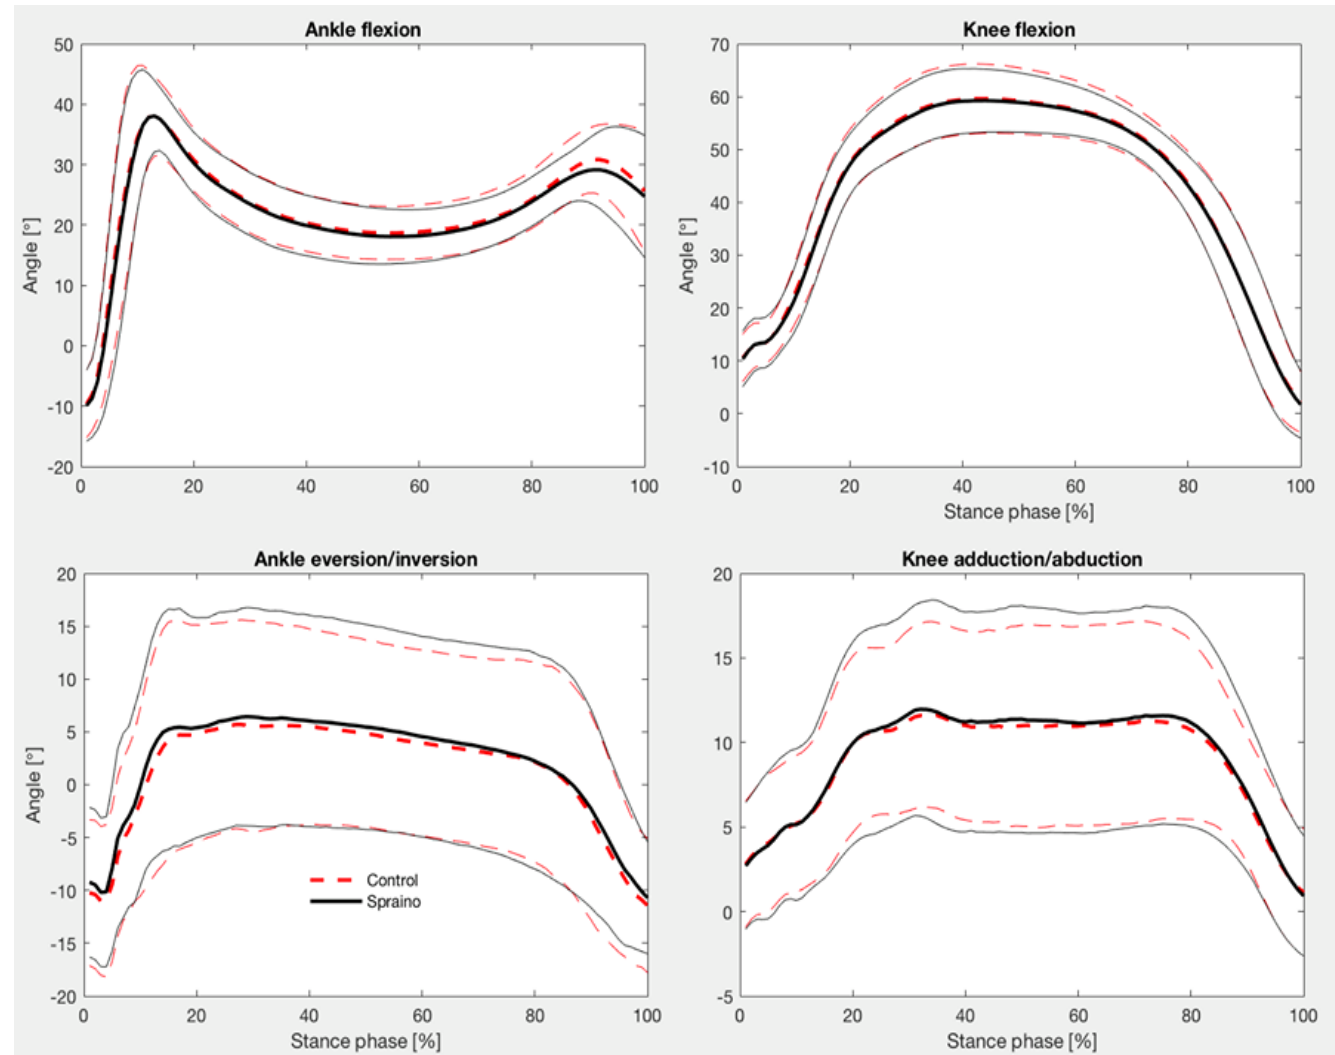 Ankle flexion
50
40
30
20
10
0
-10
-20
Angle [°]
0 20 40 60 80 100
Knee flexion
70
60
50
40
30
20
10
0
-10
Angle [°]
0 20 40 60 80 100
Stance phase [%]
Ankle eversion/inversion
20
15
10
5
0
-5
-10
-15
-20
Angle [°]
Control
Spraino
0 20 40 60 80 100
Stance phase [%]
Knee adduction/abduction
20
15
10
5
0
-5
0 20 40 60 80 100
Stance phase [%]